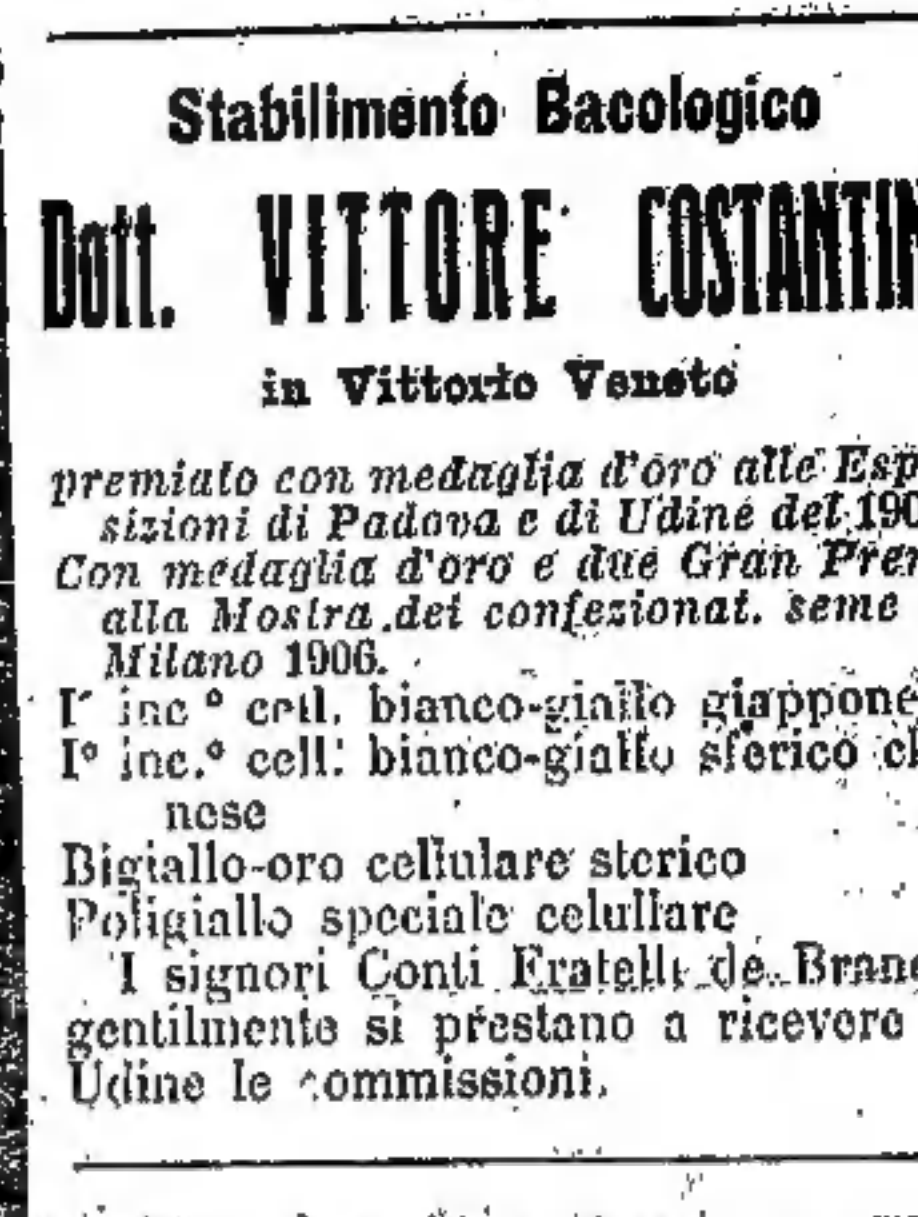 Stabilimento Bacologico
Dott. VITTORE COSTANTIN
in Vittorio Veneto
premiato con medaglia d'oro alle Esp
sizioni di Padova e di Udine del 190
Con medaglia d'oro e due Gran Prem
alla Mostra dei confezionat. seme
Milano 1906.
I° inc.° cell. bianco-giallo giappone
I° inc.° cell. bianco-giallo sferico ch
nese
Bigiallo-oro cellulare sferico
Poligiallo speciale celullare
I signori Conti Fratelli de Bran
gentilmente si prestano a ricevere
Udine le commissioni.